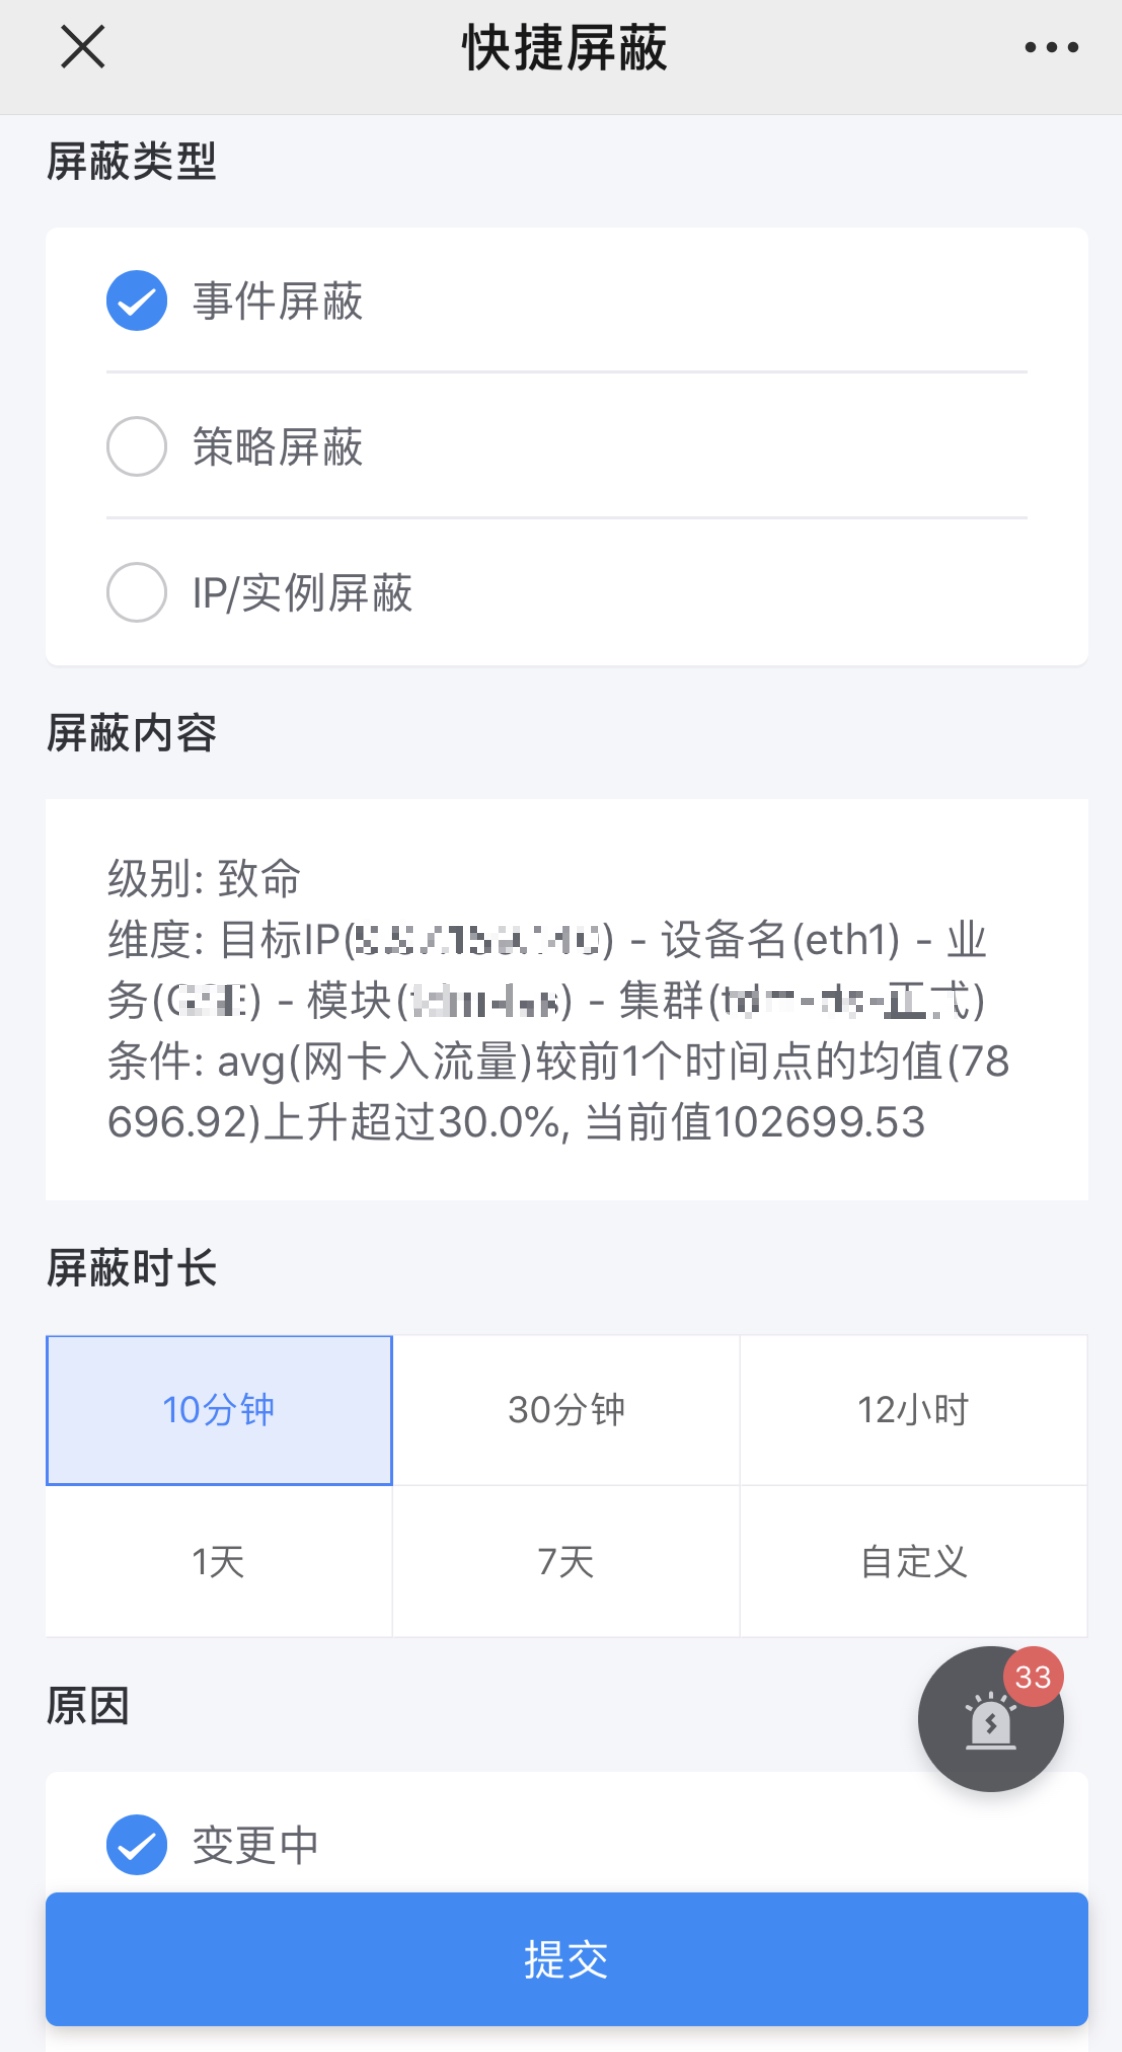 快捷屏蔽
屏蔽类型
事件屏蔽
策略屏蔽
IP/实例屏蔽
屏蔽内容
级别: 致命
维度: 目标IP() - 设备名(eth1) - 业
务() - 模块() - 集群(正式)
条件: avg(网卡入流量)较前1个时间点的均值(78
696.92)上升超过30.0%, 当前值102699.53
屏蔽时长
10分钟
30分钟
12小时
1天
7天
自定义
33
原因
变更中
提交